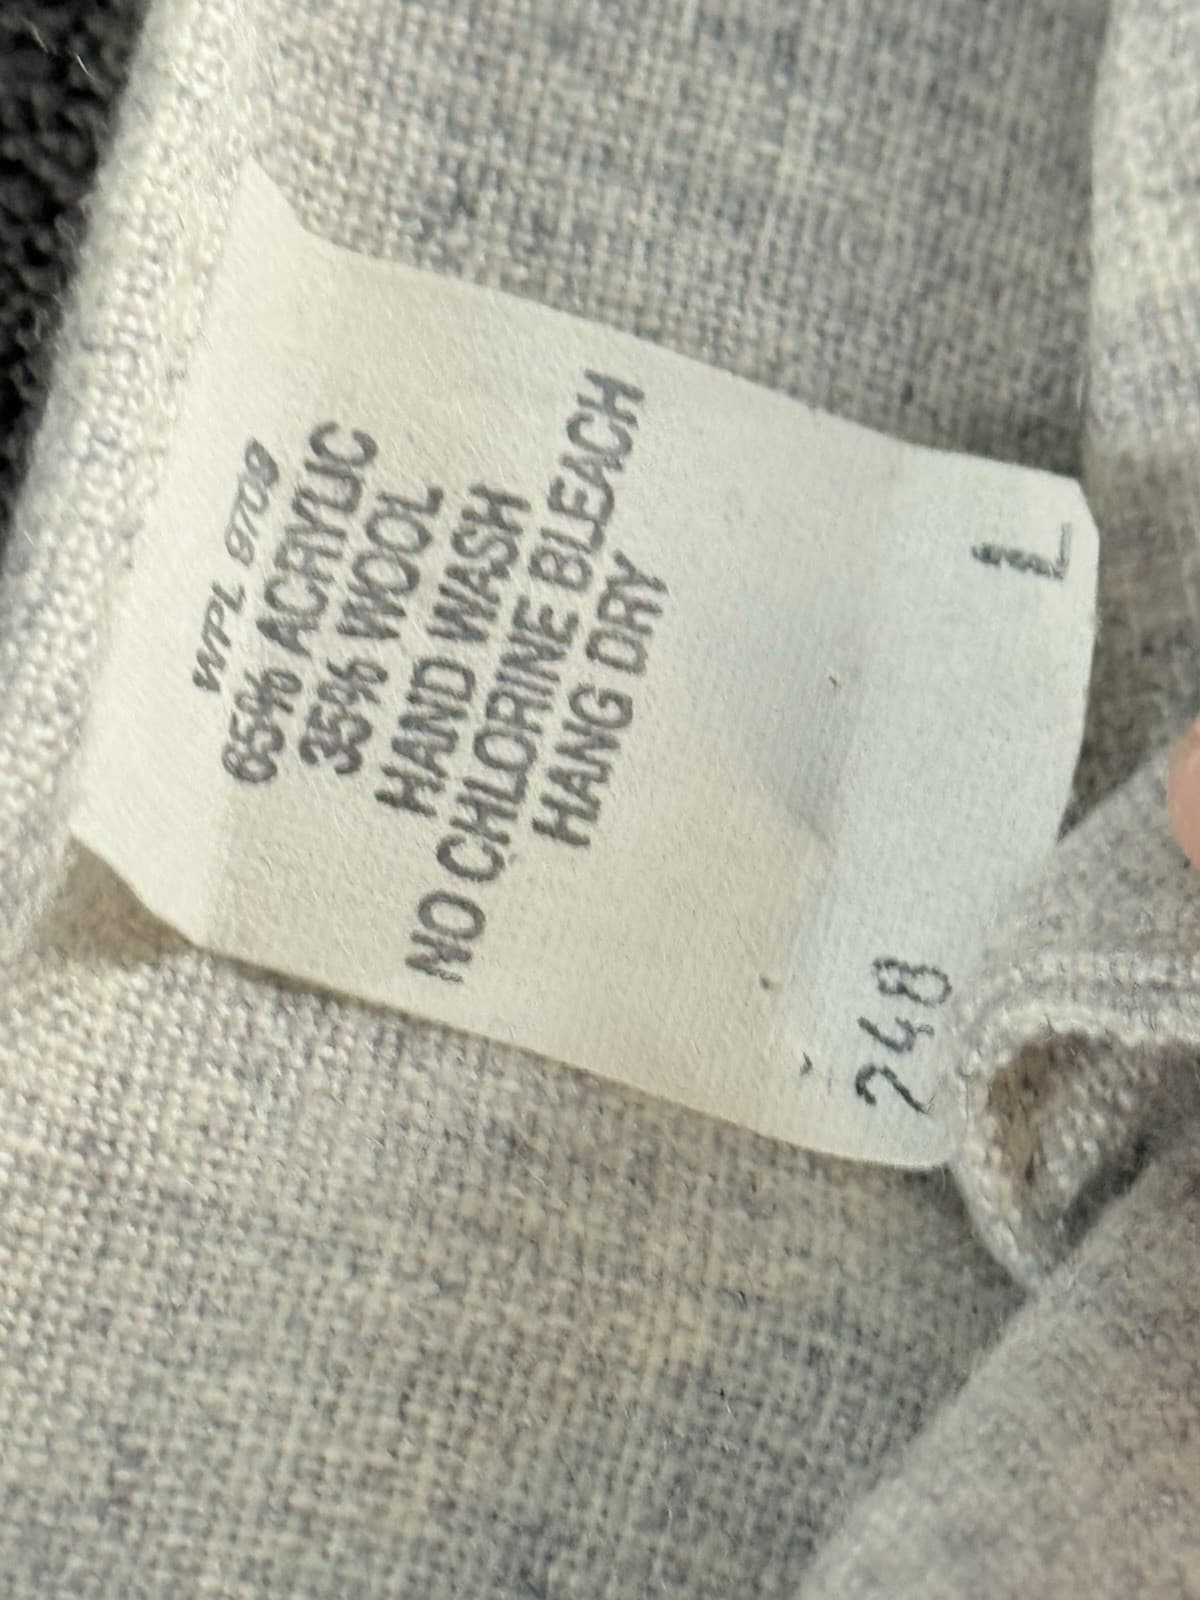 WPL 9708
65% ACRYLIC
35% WOOL
HAND WASH
NO CHLORINE BLEACH
HANG DRY
248
L